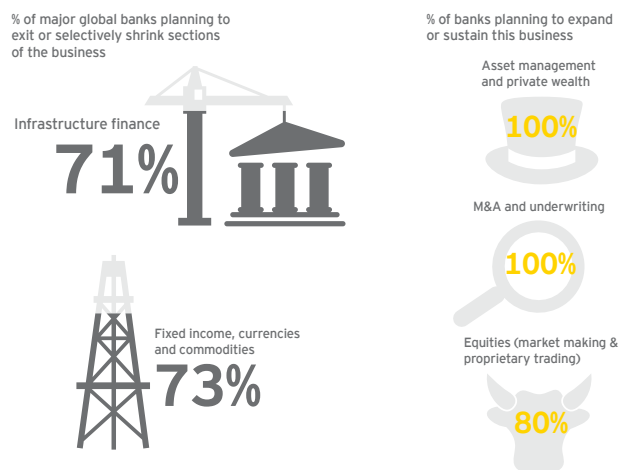 % of major global banks planning to
exit or selectively shrink sections
of the business
Infrastructure finance
71%
Fixed income, currencies
and commodities
73%
% of banks planning to expand
or sustain this business
Asset management
and private wealth
100%
M&A and underwriting
100%
Equities (market making &
proprietary trading)
80%